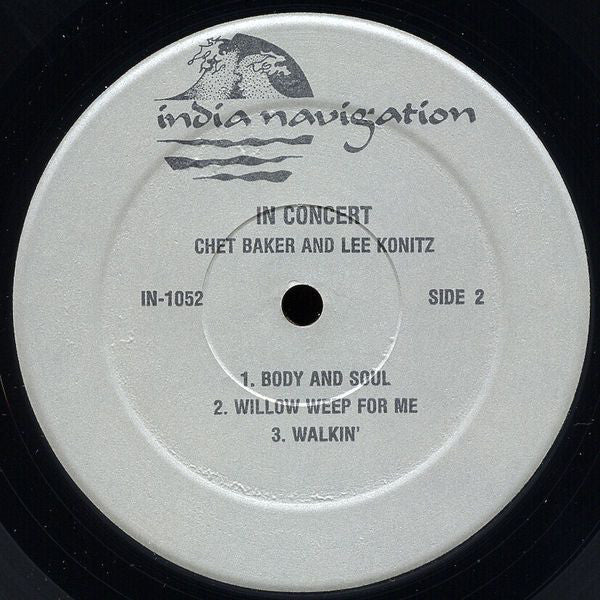 india navigation
IN CONCERT
CHET BAKER AND LEE KONITZ
IN-1052 SIDE 2
1. BODY AND SOUL
2. WILLOW WEEP FOR ME
3. WALKIN'